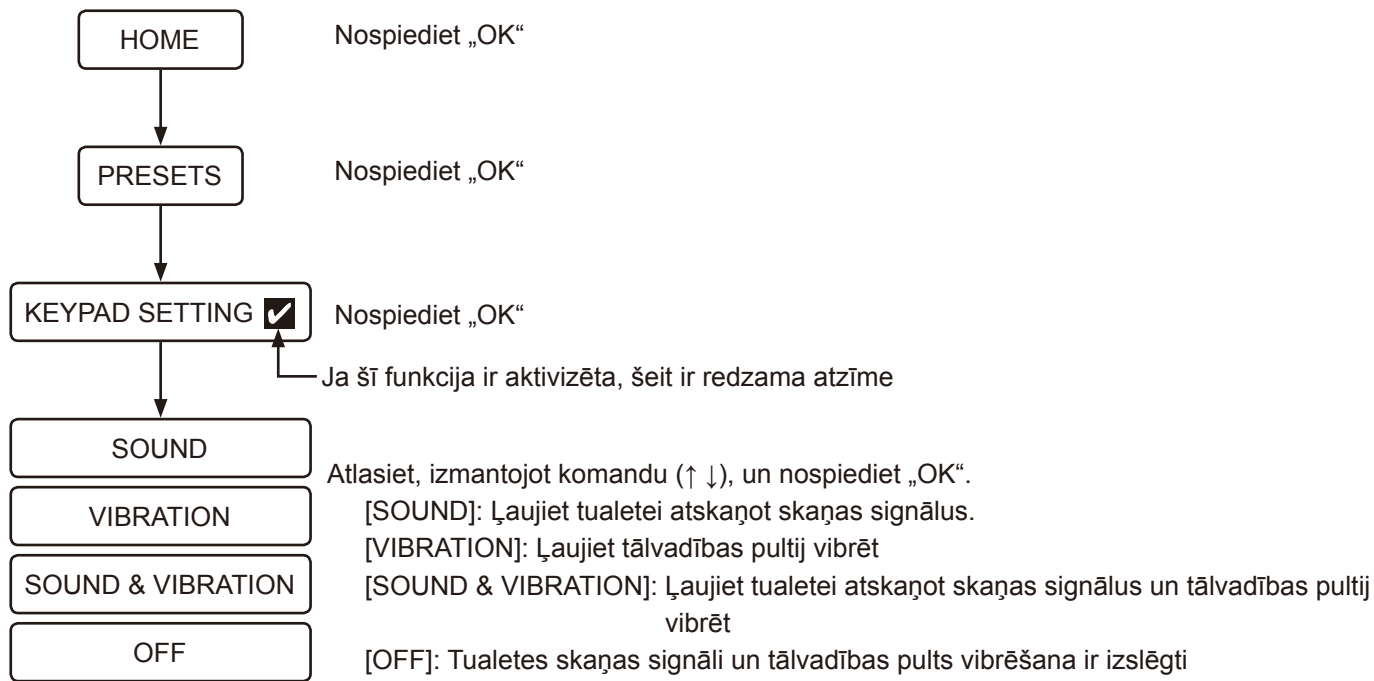 HOME
Nospiediet „OK“
PRESETS
Nospiediet „OK“
KEYPAD SETTING ✔
Nospiediet „OK“
Ja šī funkcija ir aktivizēta, šeit ir redzama atzīme
SOUND
VIBRATION
SOUND & VIBRATION
OFF
Atlasiet, izmantojot komandu (↑ ↓), un nospiediet „OK“.
[SOUND]: Ļaujiet tualetei atskaņot skaņas signālus.
[VIBRATION]: Ļaujiet tālvadības pultij vibrēt
[SOUND & VIBRATION]: Ļaujiet tualetei atskaņot skaņas signālus un tālvadības pultij
vibrēt
[OFF]: Tualetes skaņas signāli un tālvadības pults vibrēšana ir izslēgti